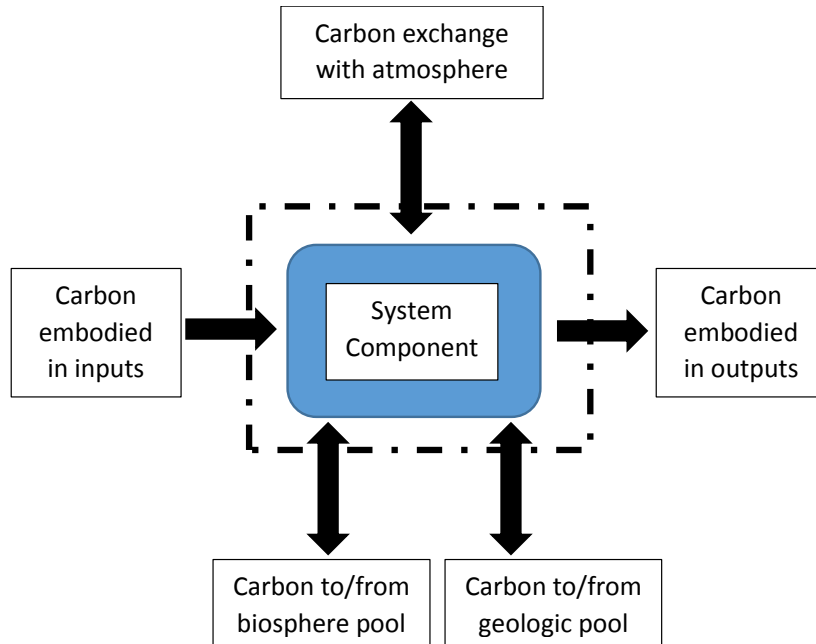 Carbon exchange
with atmosphere
Carbon
embodied
in inputs
System
Component
Carbon
embodied
in outputs
Carbon to/from
biosphere pool
Carbon to/from
geologic pool